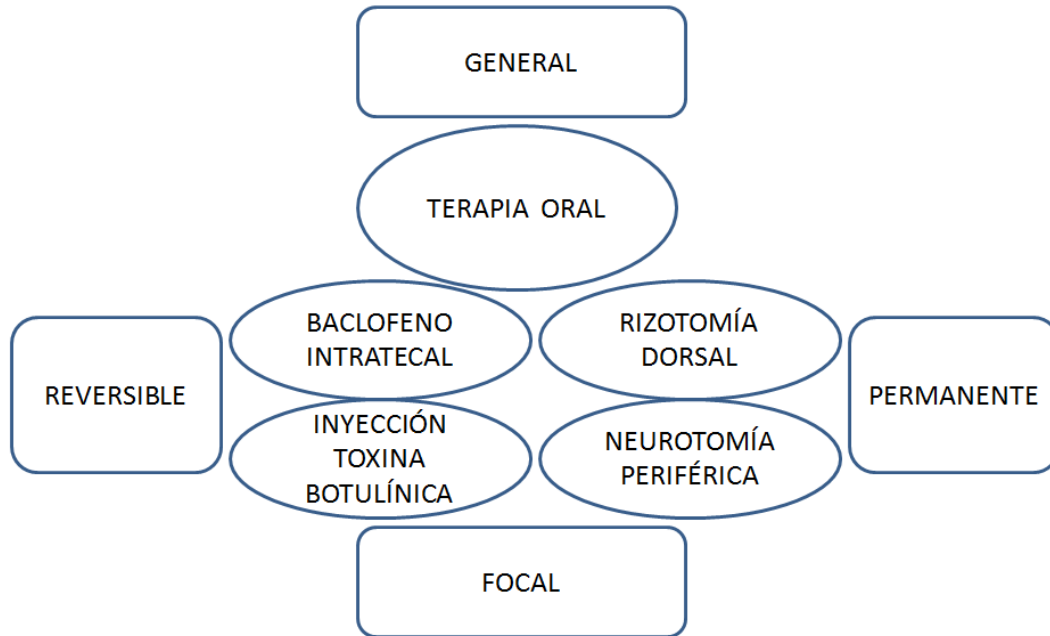 GENERAL
TERAPIA ORAL
BACLOFENO
INTRATECAL
RIZOTOMÍA
DORSAL
REVERSIBLE
PERMANENTE
INYECCIÓN
TOXINA
BOTULÍNICA
NEUROTOMÍA
PERIFÉRICA
FOCAL